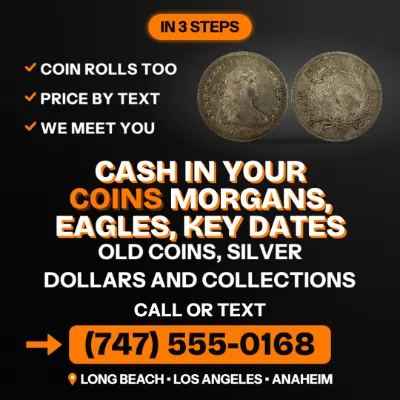 IN 3 STEPS
COIN ROLLS TOO
PRICE BY TEXT
WE MEET YOU
CASH IN YOUR
COINS MORGANS,
EAGLES, KEY DATES
OLD COINS, SILVER
DOLLARS AND COLLECTIONS
CALL OR TEXT
(747) 555-0168
LONG BEACH • LOS ANGELES • ANAHEIM